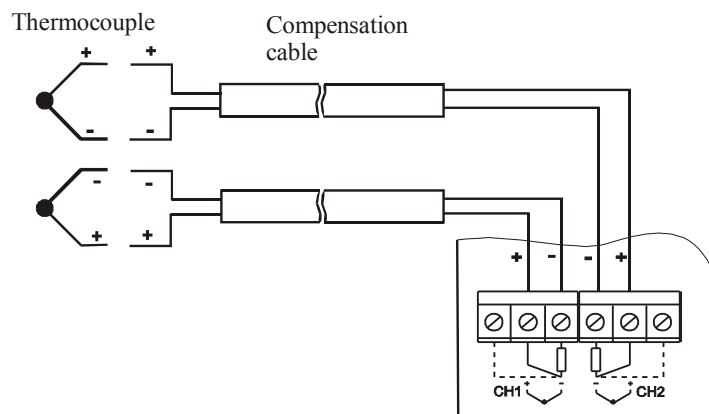 Thermocouple
Compensation
cable
+ +
- -
- -
+ +
+ - - +
CH1 + - - + CH2